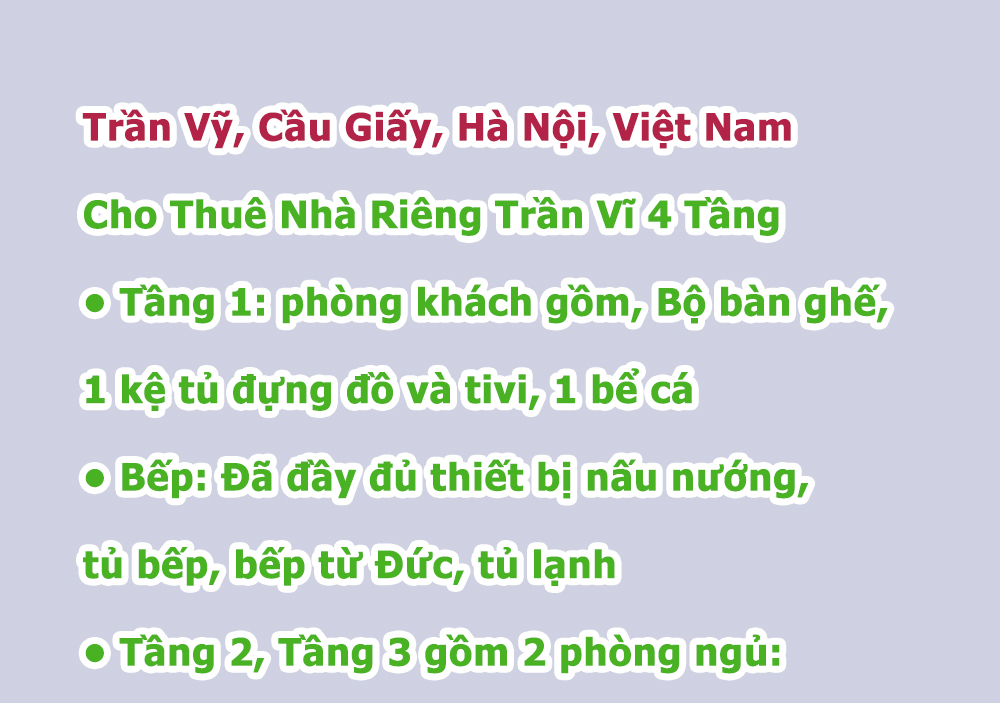 Trần Vỹ, Cầu Giấy, Hà Nội, Việt Nam
Cho Thuê Nhà Riêng Trần Vĩ 4 Tầng
● Tầng 1: phòng khách gồm, Bộ bàn ghế,
1 kệ tủ đựng đồ và tivi, 1 bể cá
● Bếp: Đã đầy đủ thiết bị nấu nướng,
tủ bếp, bếp từ Đức, tủ lạnh
● Tầng 2, Tầng 3 gồm 2 phòng ngủ: